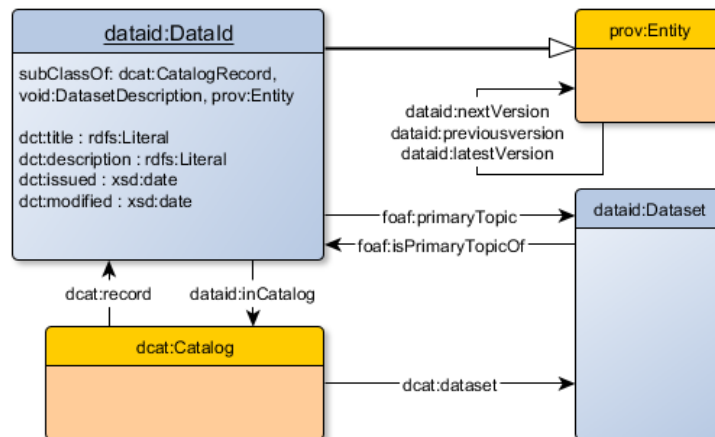 dataid:DataId
subClassOf: dcat:CatalogRecord,
void:DatasetDescription, prov:Entity
dct:title : rdfs:Literal
dct:description : rdfs:Literal
dct:issued : xsd:date
dct:modified : xsd:date
prov:Entity
dataid:nextVersion
dataid:previousversion
dataid:latestVersion
foaf:primaryTopic
foaf:isPrimaryTopicOf
dataid:Dataset
dcat:record
dataid:inCatalog
dcat:Catalog
dcat:dataset